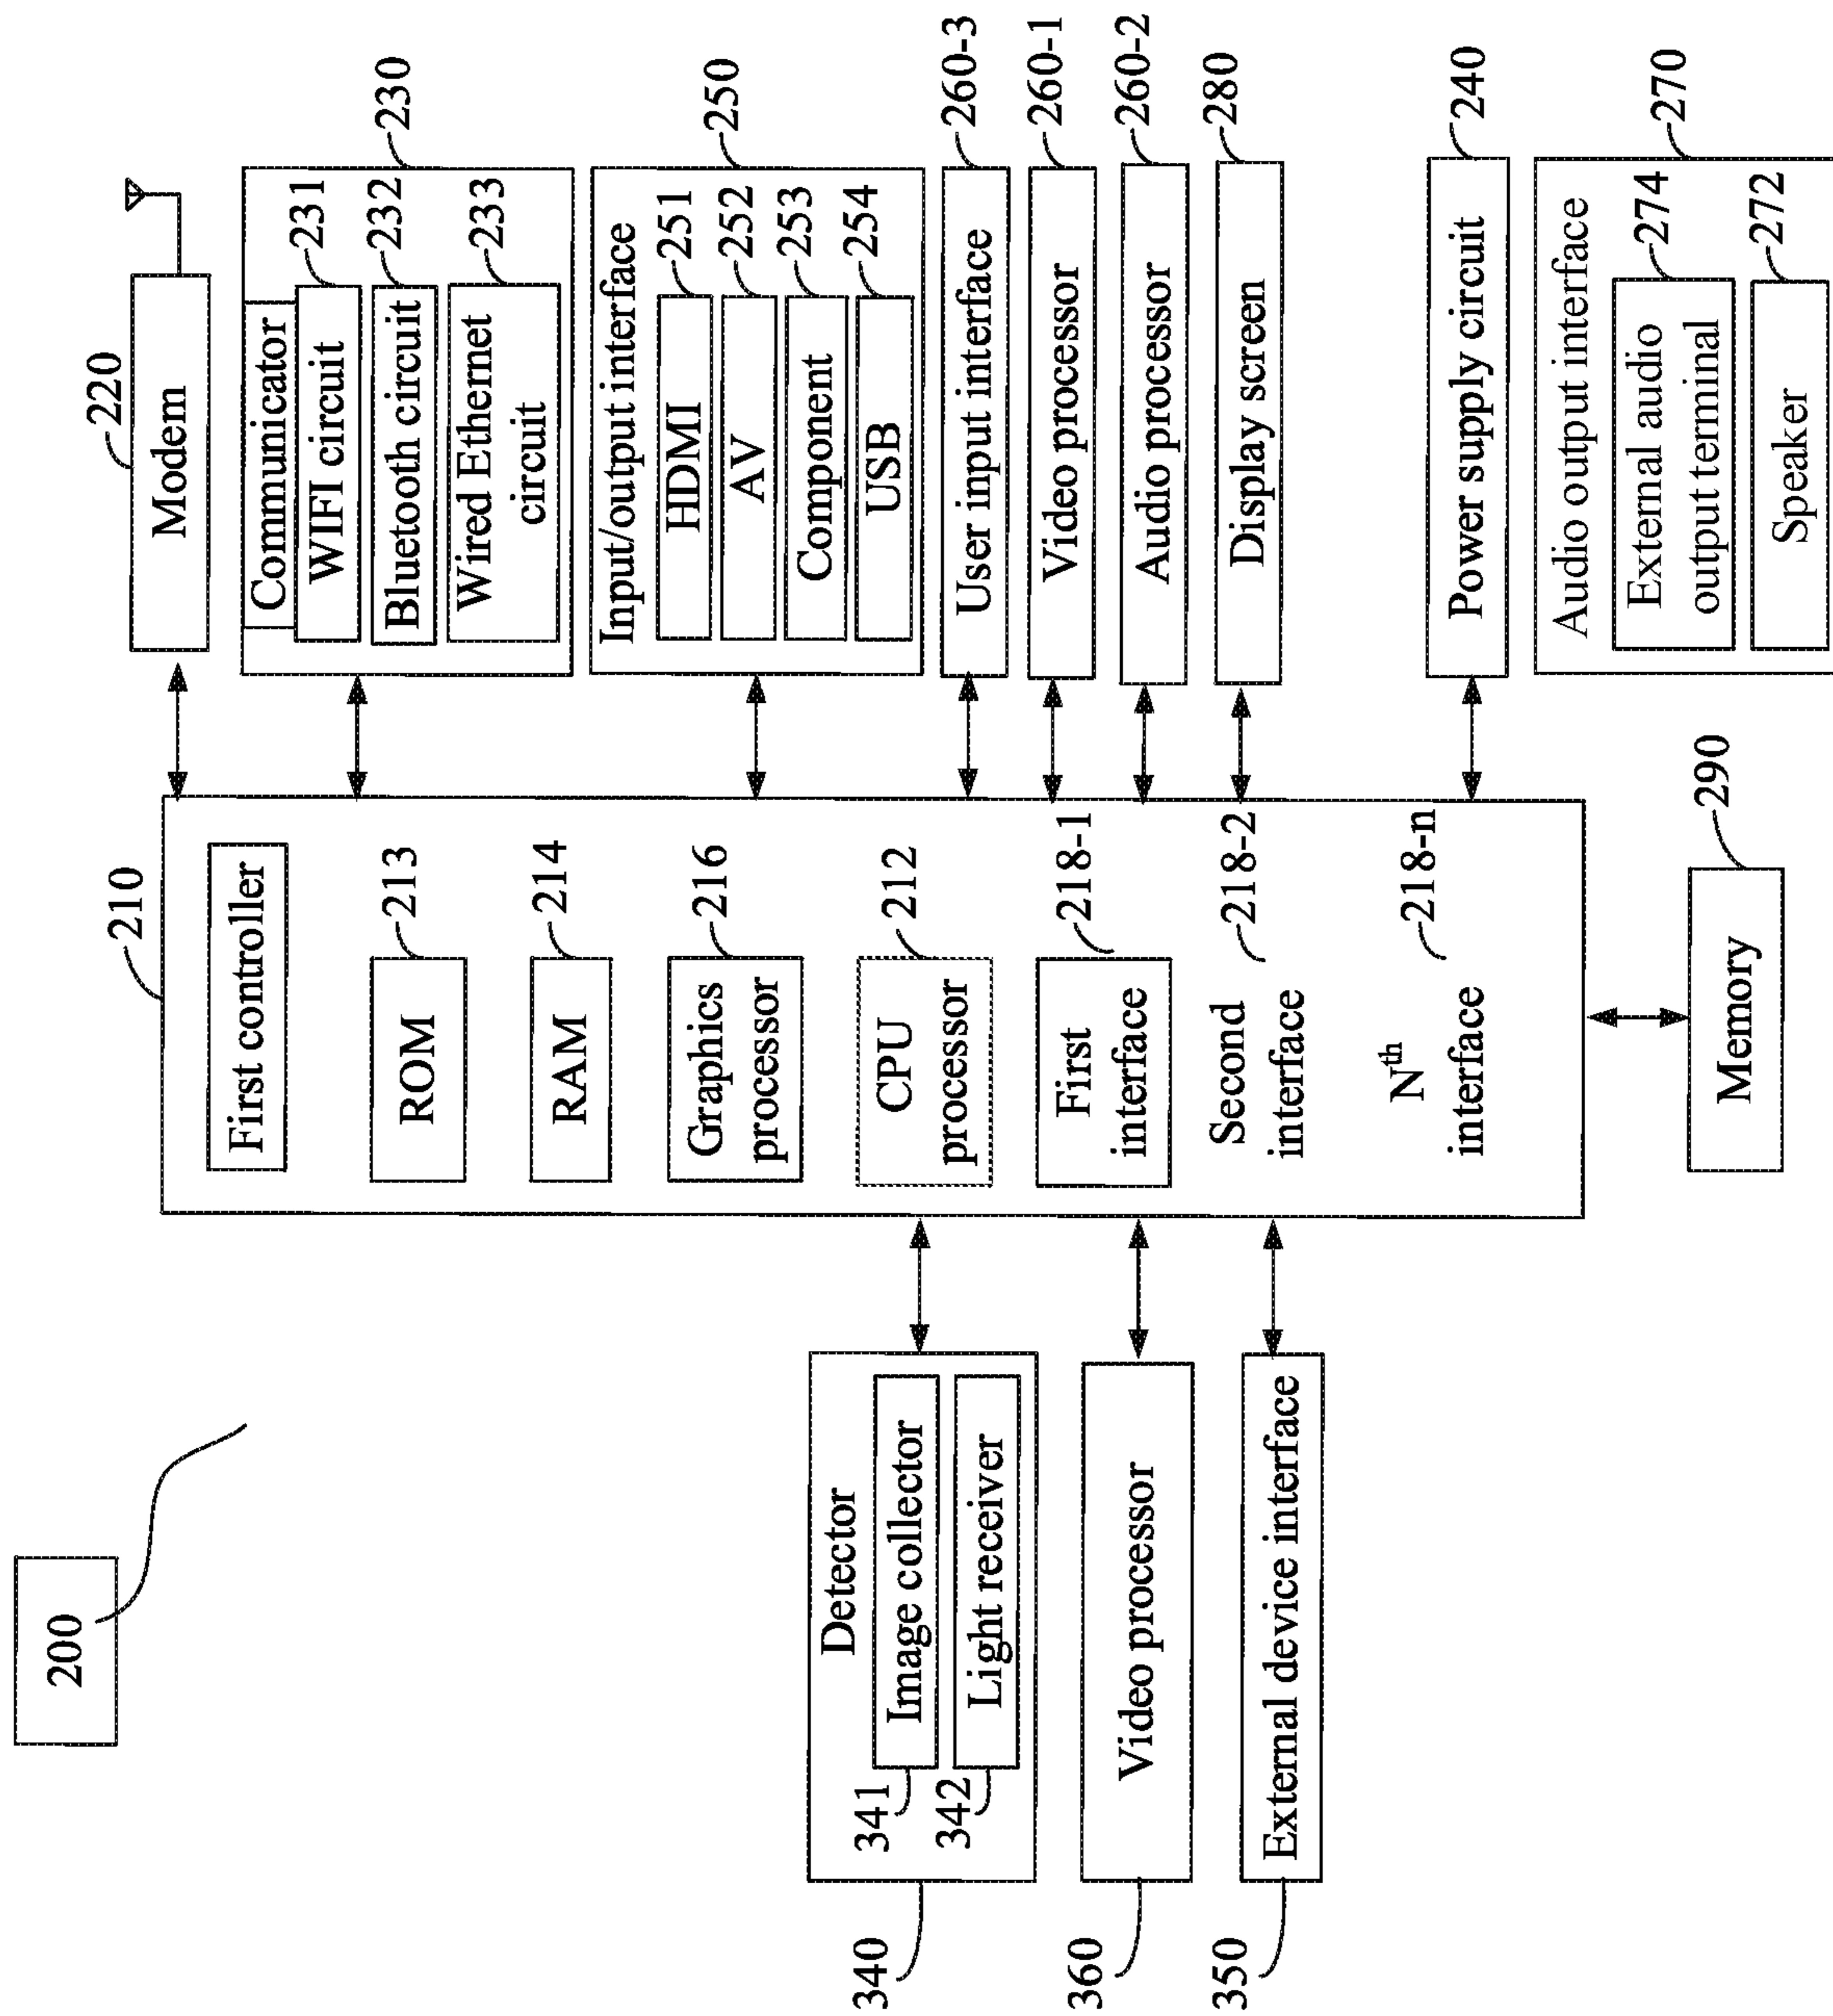 200
220
Modem
Communicator
230
WIFI circuit
231
Bluetooth circuit
232
Wired Ethernet
circuit
233
Input/output interface
250
HDMI
251
AV
252
Component
253
USB
254
User input interface
260-3
Video processor
260-1
Audio processor
260-2
Display screen
280
Power supply circuit
240
Audio output interface
270
External audio
output terminal
274
Speaker
272
210
First controller
ROM
213
RAM
214
Graphics
processor
216
CPU
processor
212
First
interface
218-1
Second
interface
218-2
Nth
interface
218-n
Memory
290
340
Detector
341
Image collector
342
Light receiver
360
Video processor
350
External device interface